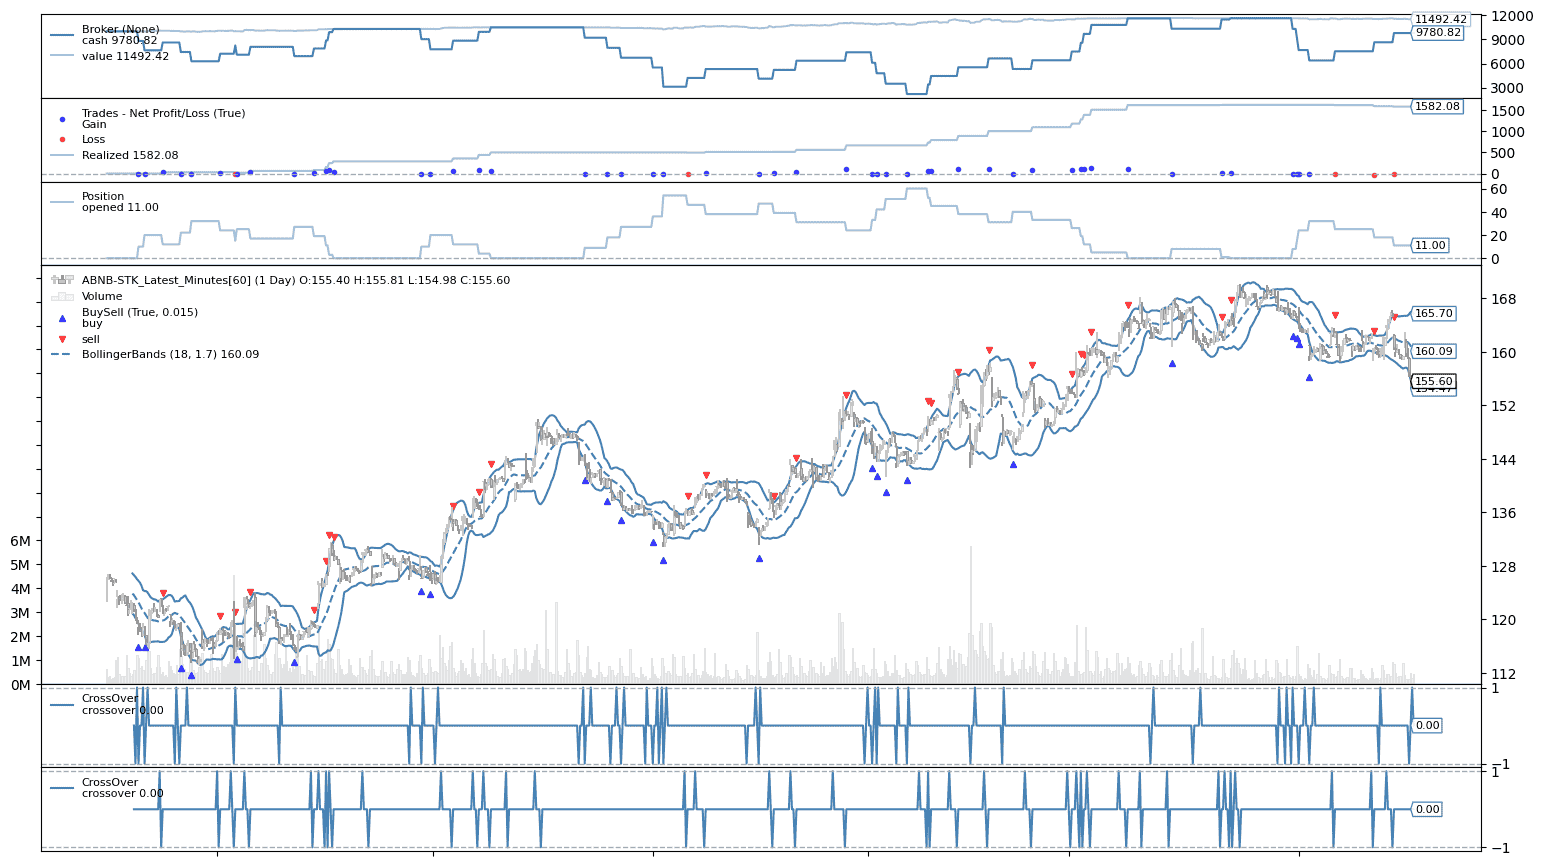 Broker (None)
cash 9780.82
value 11492.42
11492.42
9780.82
12000
9000
6000
3000
Trades - Net Profit/Loss (True)
Gain
Loss
Realized 1582.08
1582.08
1500
1000
500
0
Position
opened 11.00
11.00
60
40
20
0
ABNB-STK_Latest_Minutes[60] (1 Day) O:155.40 H:155.81 L:154.98 C:155.60
Volume
BuySell (True, 0.015)
buy
sell
BollingerBands (18, 1.7) 160.09
165.70
160.09
155.60
154.47
168
160
152
144
136
128
120
112
6M
5M
4M
3M
2M
1M
0M
CrossOver
crossover 0.00
0.00
1
−1
CrossOver
crossover 0.00
0.00
1
−1